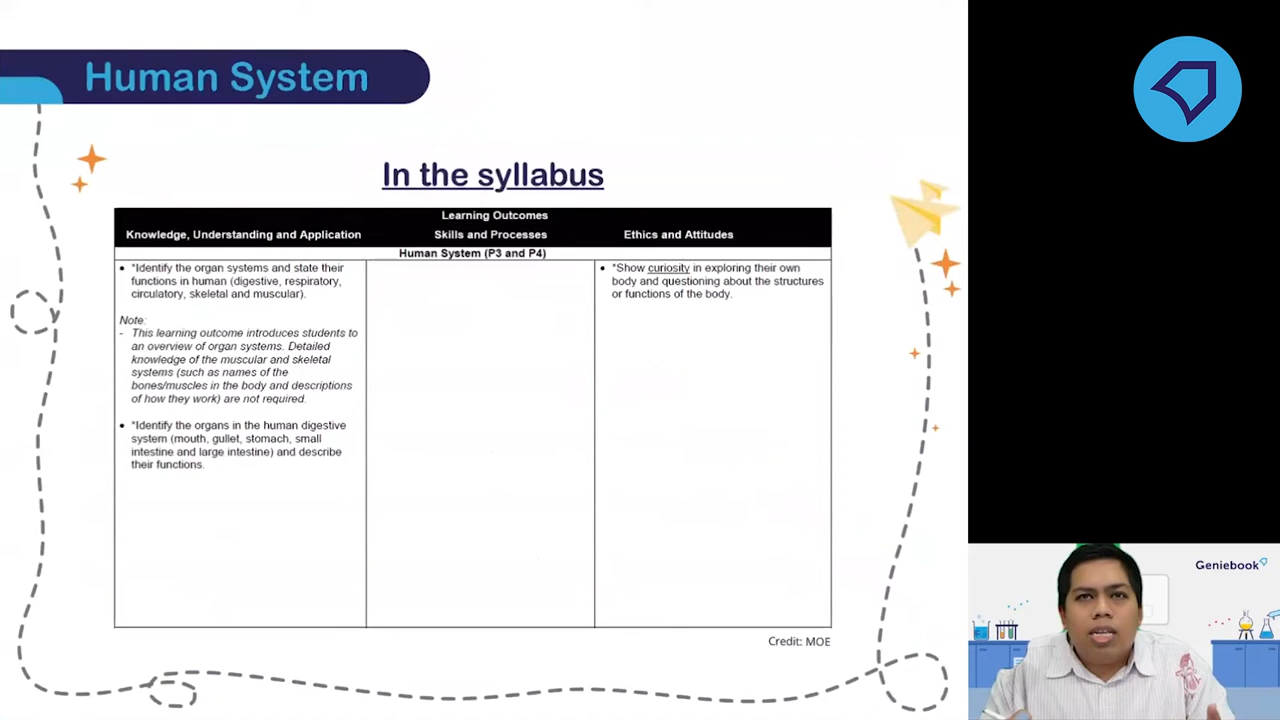 Human System
In the syllabus
Learning Outcomes
Knowledge, Understanding and Application Skills and Processes Ethics and Attitudes
Human System (P3 and P4)
• *Identify the organ systems and state their
functions in human (digestive, respiratory,
circulatory, skeletal and muscular).
Note:
- This learning outcome introduces students to
an overview of organ systems. Detailed
knowledge of the muscular and skeletal
systems (such as names of the
bones/muscles in the body and descriptions
of how they work) are not required.
• *Identify the organs in the human digestive
system (mouth, gullet, stomach, small
intestine and large intestine) and describe
their functions.
• *Show curiosity in exploring their own
body and questioning about the structures
or functions of the body.
Credit: MOE
Geniebook